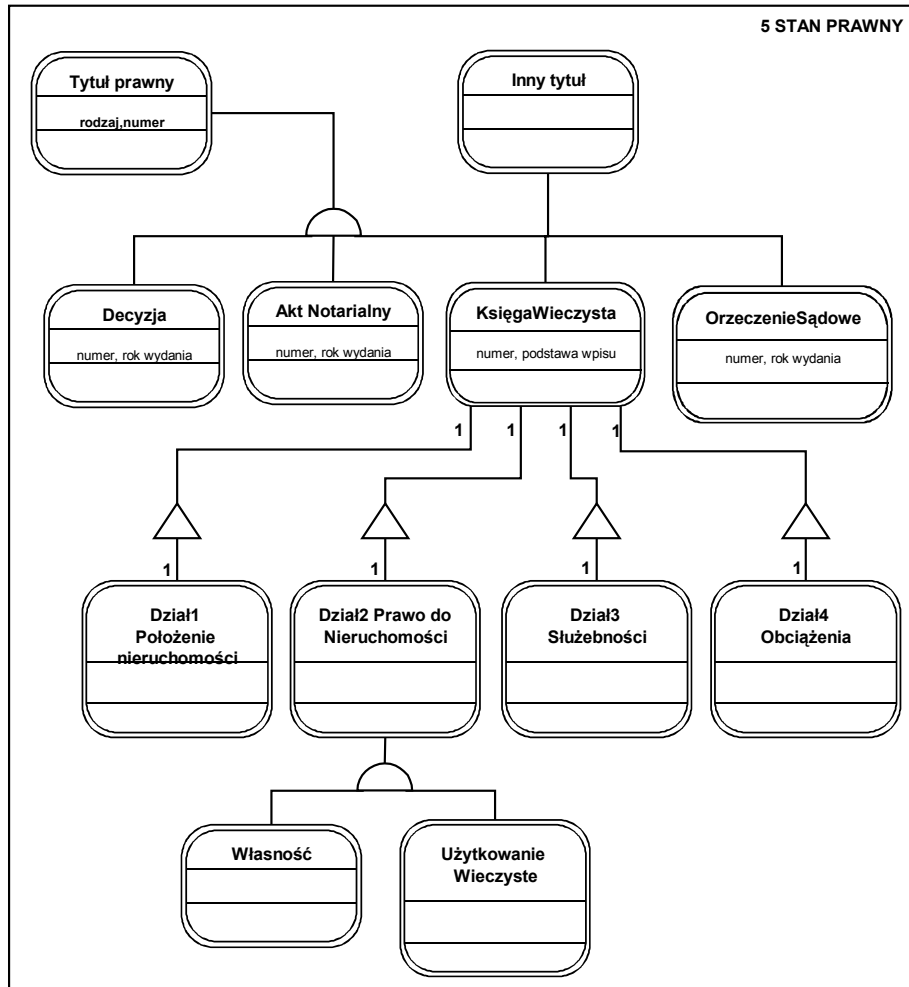 5 STAN PRAWNY
Tytuł prawny
rodzaj,numer
Inny tytuł
Decyzja
numer, rok wydania
Akt Notarialny
numer, rok wydania
KsięgaWieczysta
numer, podstawa wpisu
OrzeczenieSądowe
numer, rok wydania
1
1
1
1
1
1
1
1
Dział1
Położenie
nieruchomości
Dział2 Prawo do
Nieruchomości
Dział3
Służebności
Dział4
Obciążenia
Własność
Użytkowanie
Wieczyste